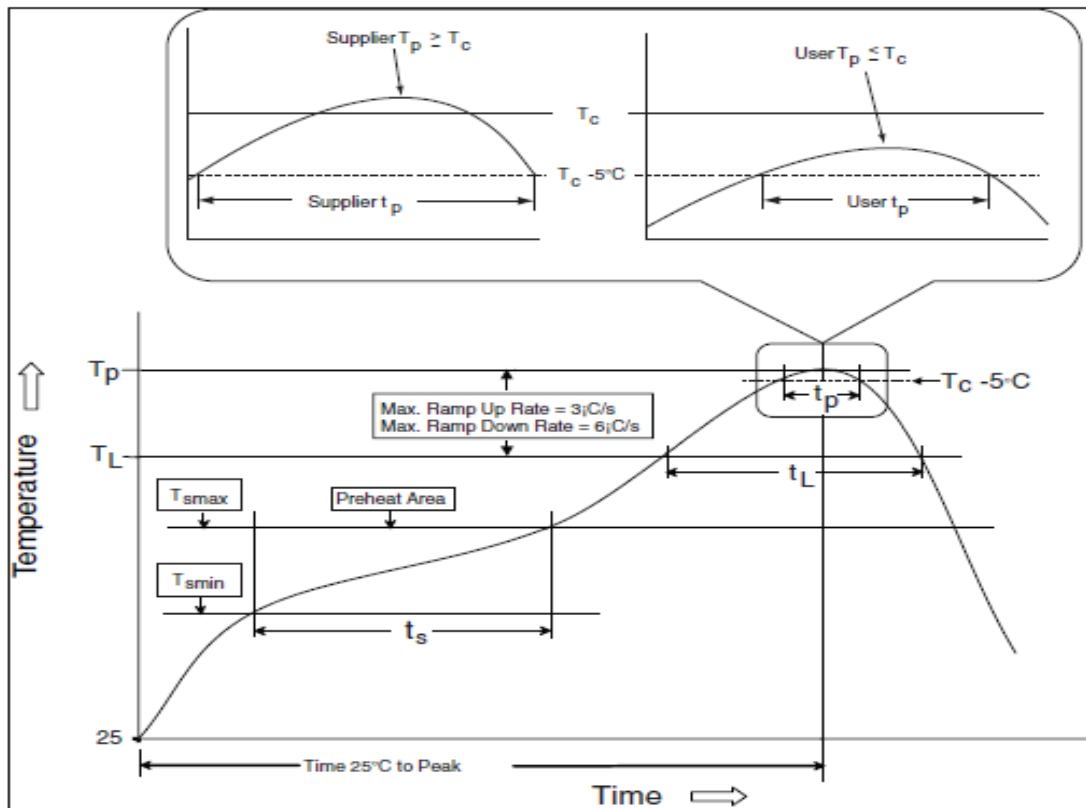 Supplier Tp ≥ Tc
User Tp ≤ Tc
Tc
Tc -5°C
Supplier tp
User tp
Tp
Tc -5°C
tp
Max. Ramp Up Rate = 3¡C/s
Max. Ramp Down Rate = 6¡C/s
TL
tL
Tsmax
Preheat Area
Tsmin
ts
Temperature
25
Time 25°C to Peak
Time